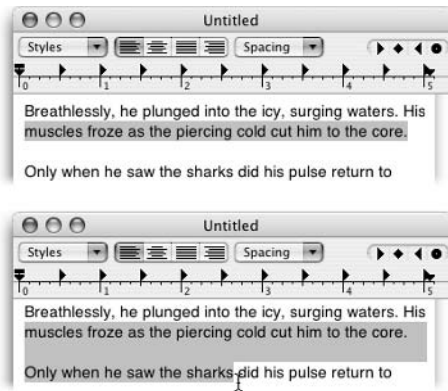 Untitled
Styles Spacing
0 1 2 3 4 5
Breathlessly, he plunged into the icy, surging waters. His
muscles froze as the piercing cold cut him to the core.
Only when he saw the sharks did his pulse return to
Untitled
Styles Spacing
0 1 2 3 4 5
Breathlessly, he plunged into the icy, surging waters. His
muscles froze as the piercing cold cut him to the core.
Only when he saw the sharks did his pulse return to